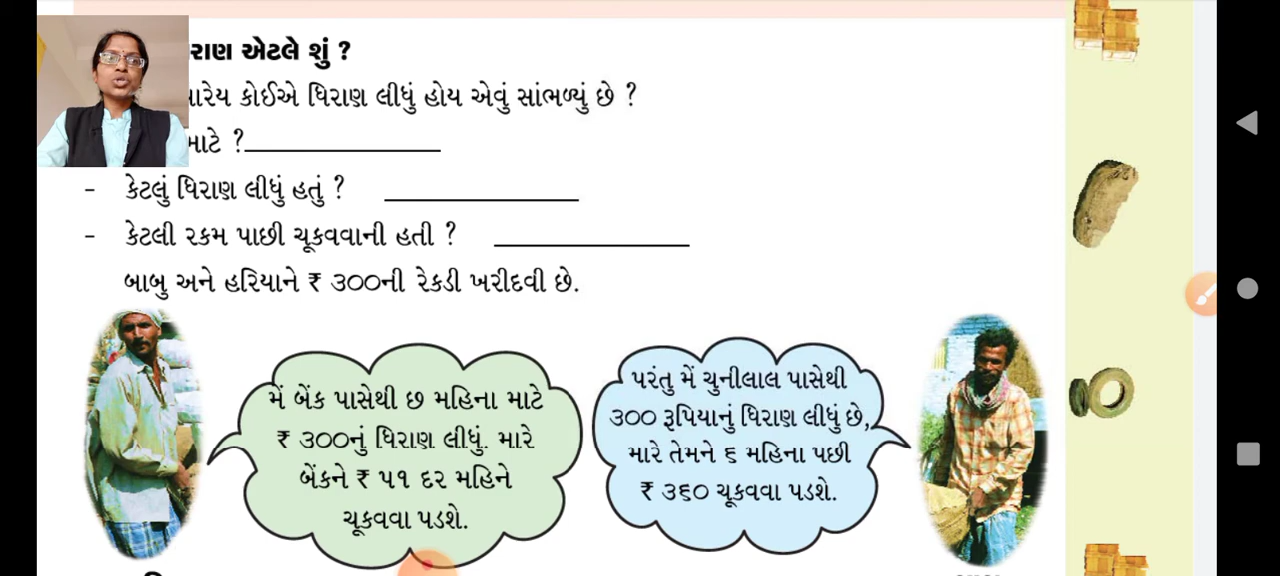 રાણ એટલે શું ?
મારેય કોઈએ ધિરાણ લીધું હોય એવું સાંભળ્યું છે ?
માટે ?
- કેટલું ધિરાણ લીધું હતું ?
- કેટલી રકમ પાછી ચૂકવવાની હતી ?
બાબુ અને હરિયાને ₹ ૩૦૦ની રેકડી ખરીદવી છે.
મેં બેંક પાસેથી છ મહિના માટે
₹ ૩૦૦નું ધિરાણ લીધું. મારે
બેંકને ₹ ૫૧ દર મહિને
ચૂકવવા પડશે.
પરંતુ મેં ચુનીલાલ પાસેથી
૩૦૦ રૂપિયાનું ધિરાણ લીધું છે,
મારે તેમને ૬ મહિના પછી
₹ ૩૬૦ ચૂકવવા પડશે.